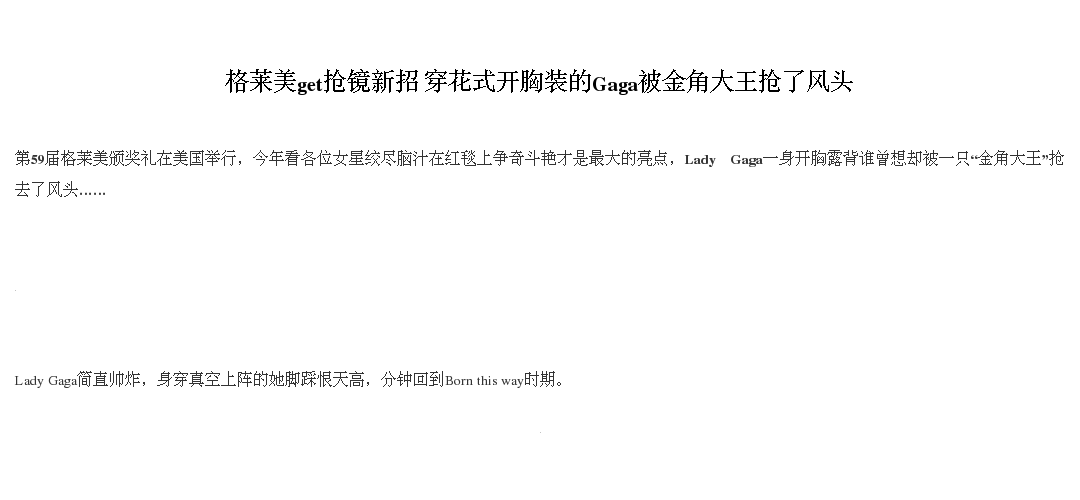 格莱美get抢镜新招 穿花式开胸装的Gaga被金角大王抢了风头
第59届格莱美颁奖礼在美国举行，今年看各位女星绞尽脑汁在红毯上争奇斗艳才是最大的亮点，Lady Gaga一身开胸露背谁曾想却被一只“金角大王”抢
去了风头……
Lady Gaga简直帅炸，身穿真空上阵的她脚踩恨天高，分钟回到Born this way时期。